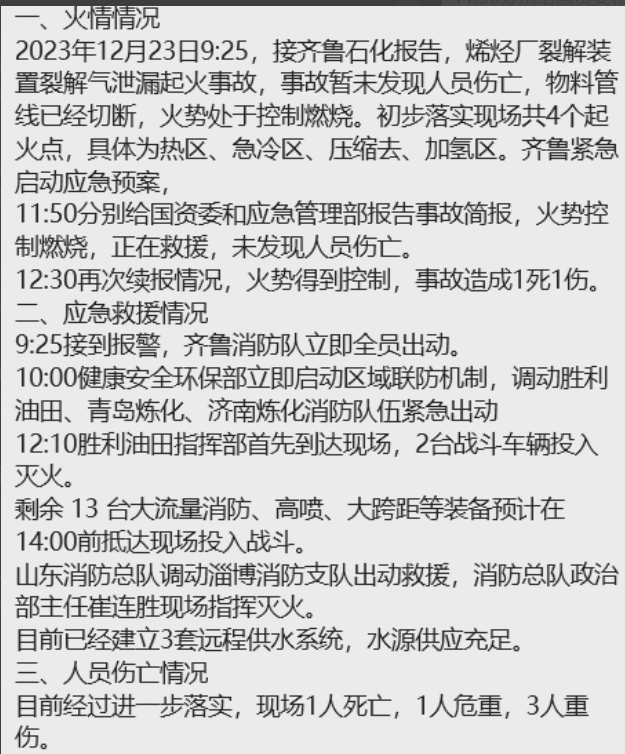 一、火情情况
2023年12月23日9:25，接齐鲁石化报告，烯烃厂裂解装
置裂解气泄漏起火事故，事故暂未发现人员伤亡，物料管
线已经切断，火势处于控制燃烧。初步落实现场共4个起
火点，具体为热区、急冷区、压缩去、加氢区。齐鲁紧急
启动应急预案，
11:50分别给国资委和应急管理部报告事故简报，火势控
制燃烧，正在救援，未发现人员伤亡。
12:30再次续报情况，火势得到控制，事故造成1死1伤。
二、应急救援情况
9:25接到报警，齐鲁消防队立即全员出动。
10:00健康安全环保部立即启动区域联防机制，调动胜利
油田、青岛炼化、济南炼化消防队伍紧急出动
12:10胜利油田指挥部首先到达现场，2台战斗车辆投入
灭火。
剩余 13 台大流量消防、高喷、大跨距等装备预计在
14:00前抵达现场投入战斗。
山东消防总队调动淄博消防支队出动救援，消防总队政治
部主任崔连胜现场指挥灭火。
目前已经建立3套远程供水系统，水源供应充足。
三、人员伤亡情况
目前经过进一步落实，现场1人死亡，1人危重，3人重
伤。